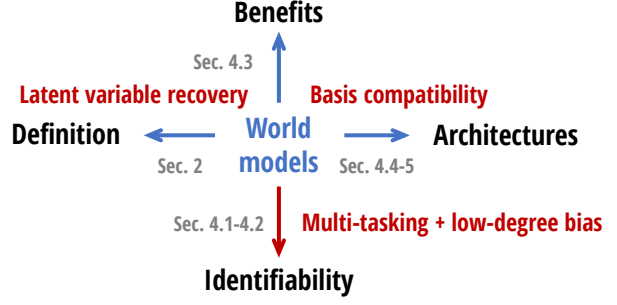 Benefits
Sec. 4.3
Latent variable recovery
Basis compatibility
Definition
World
models
Architectures
Sec. 2
Sec. 4.4-5
Sec. 4.1-4.2
Multi-tasking + low-degree bias
Identifiability